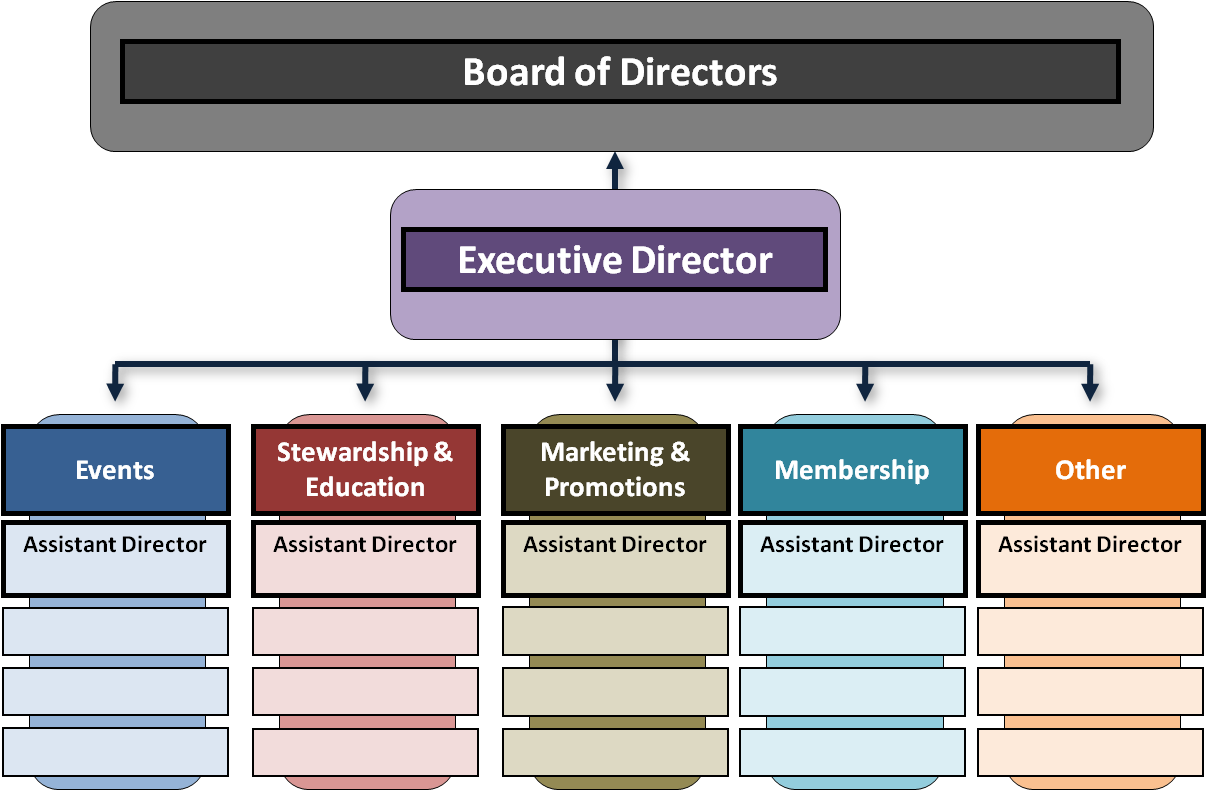 Board of Directors
Executive Director
Events
Stewardship &
Education
Marketing &
Promotions
Membership
Other
Assistant Director
Assistant Director
Assistant Director
Assistant Director
Assistant Director